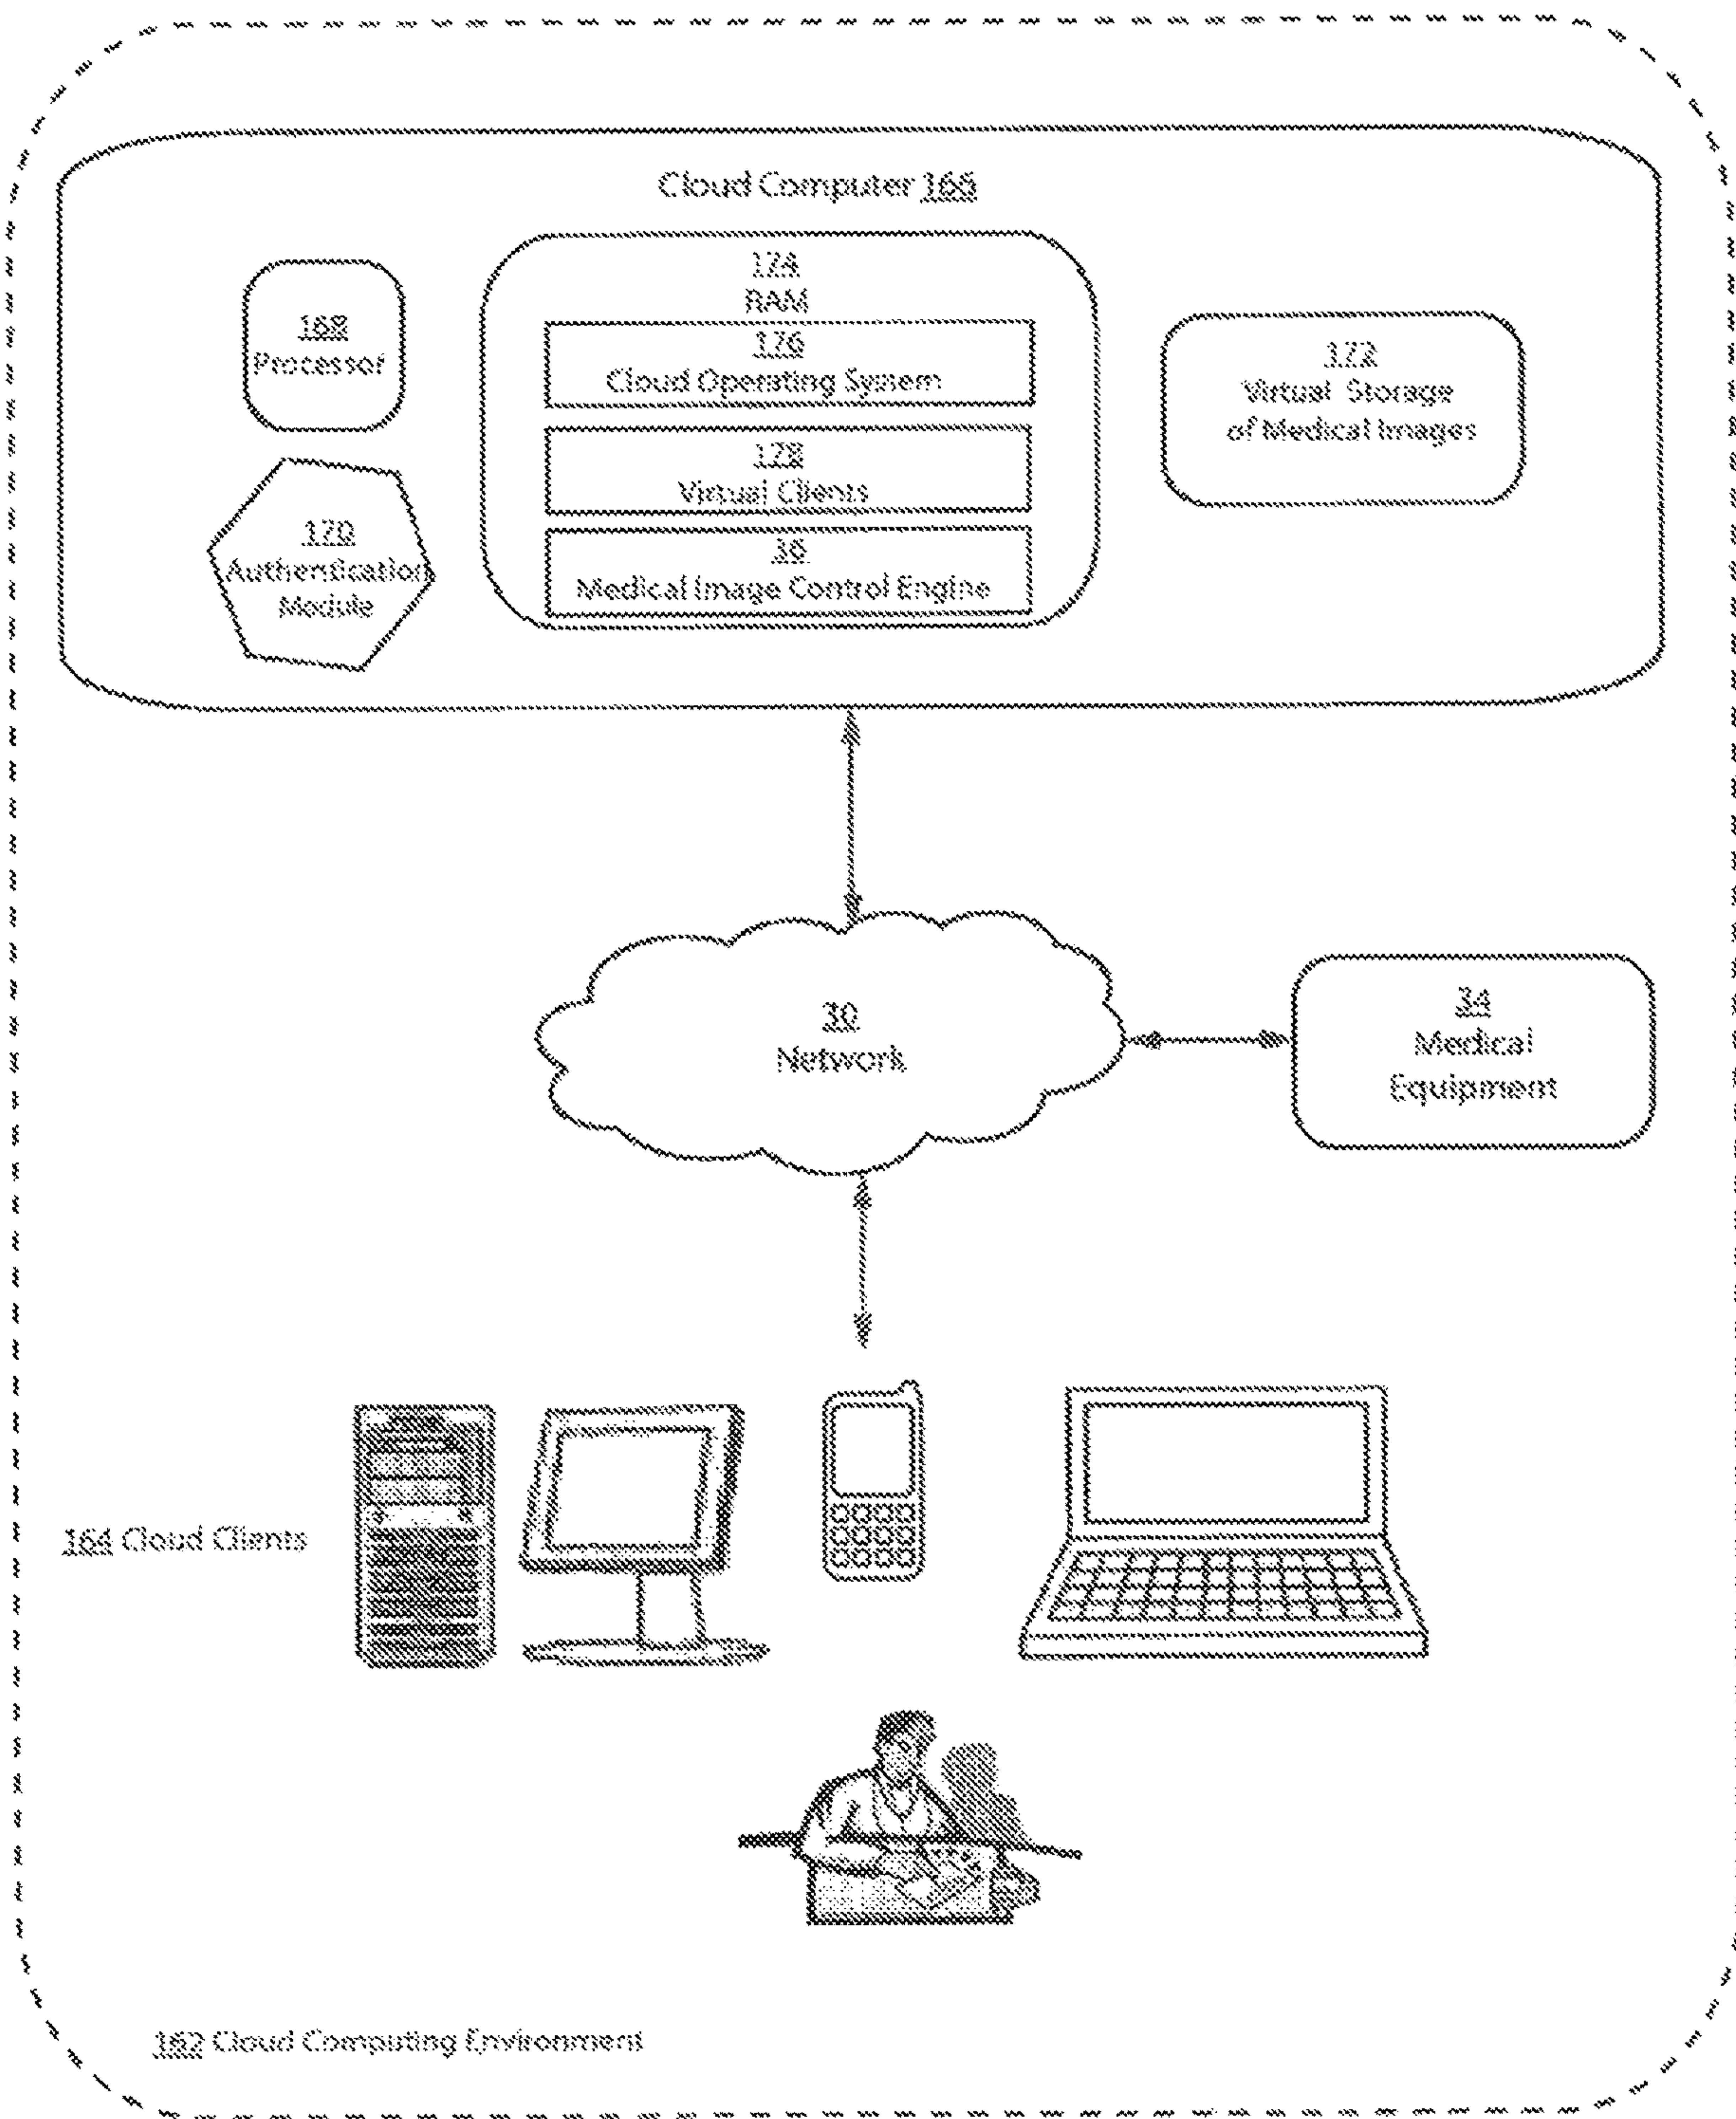 Cloud Computer 166
168
Processor
170
Authentication
Module
174
RAM
176
Cloud Operating System
178
Virtual Clients
36
Medical Image Control Engine
172
Virtual Storage
of Medical Images
30
Network
34
Medical
Equipment
164 Cloud Clients
162 Cloud Computing Environment